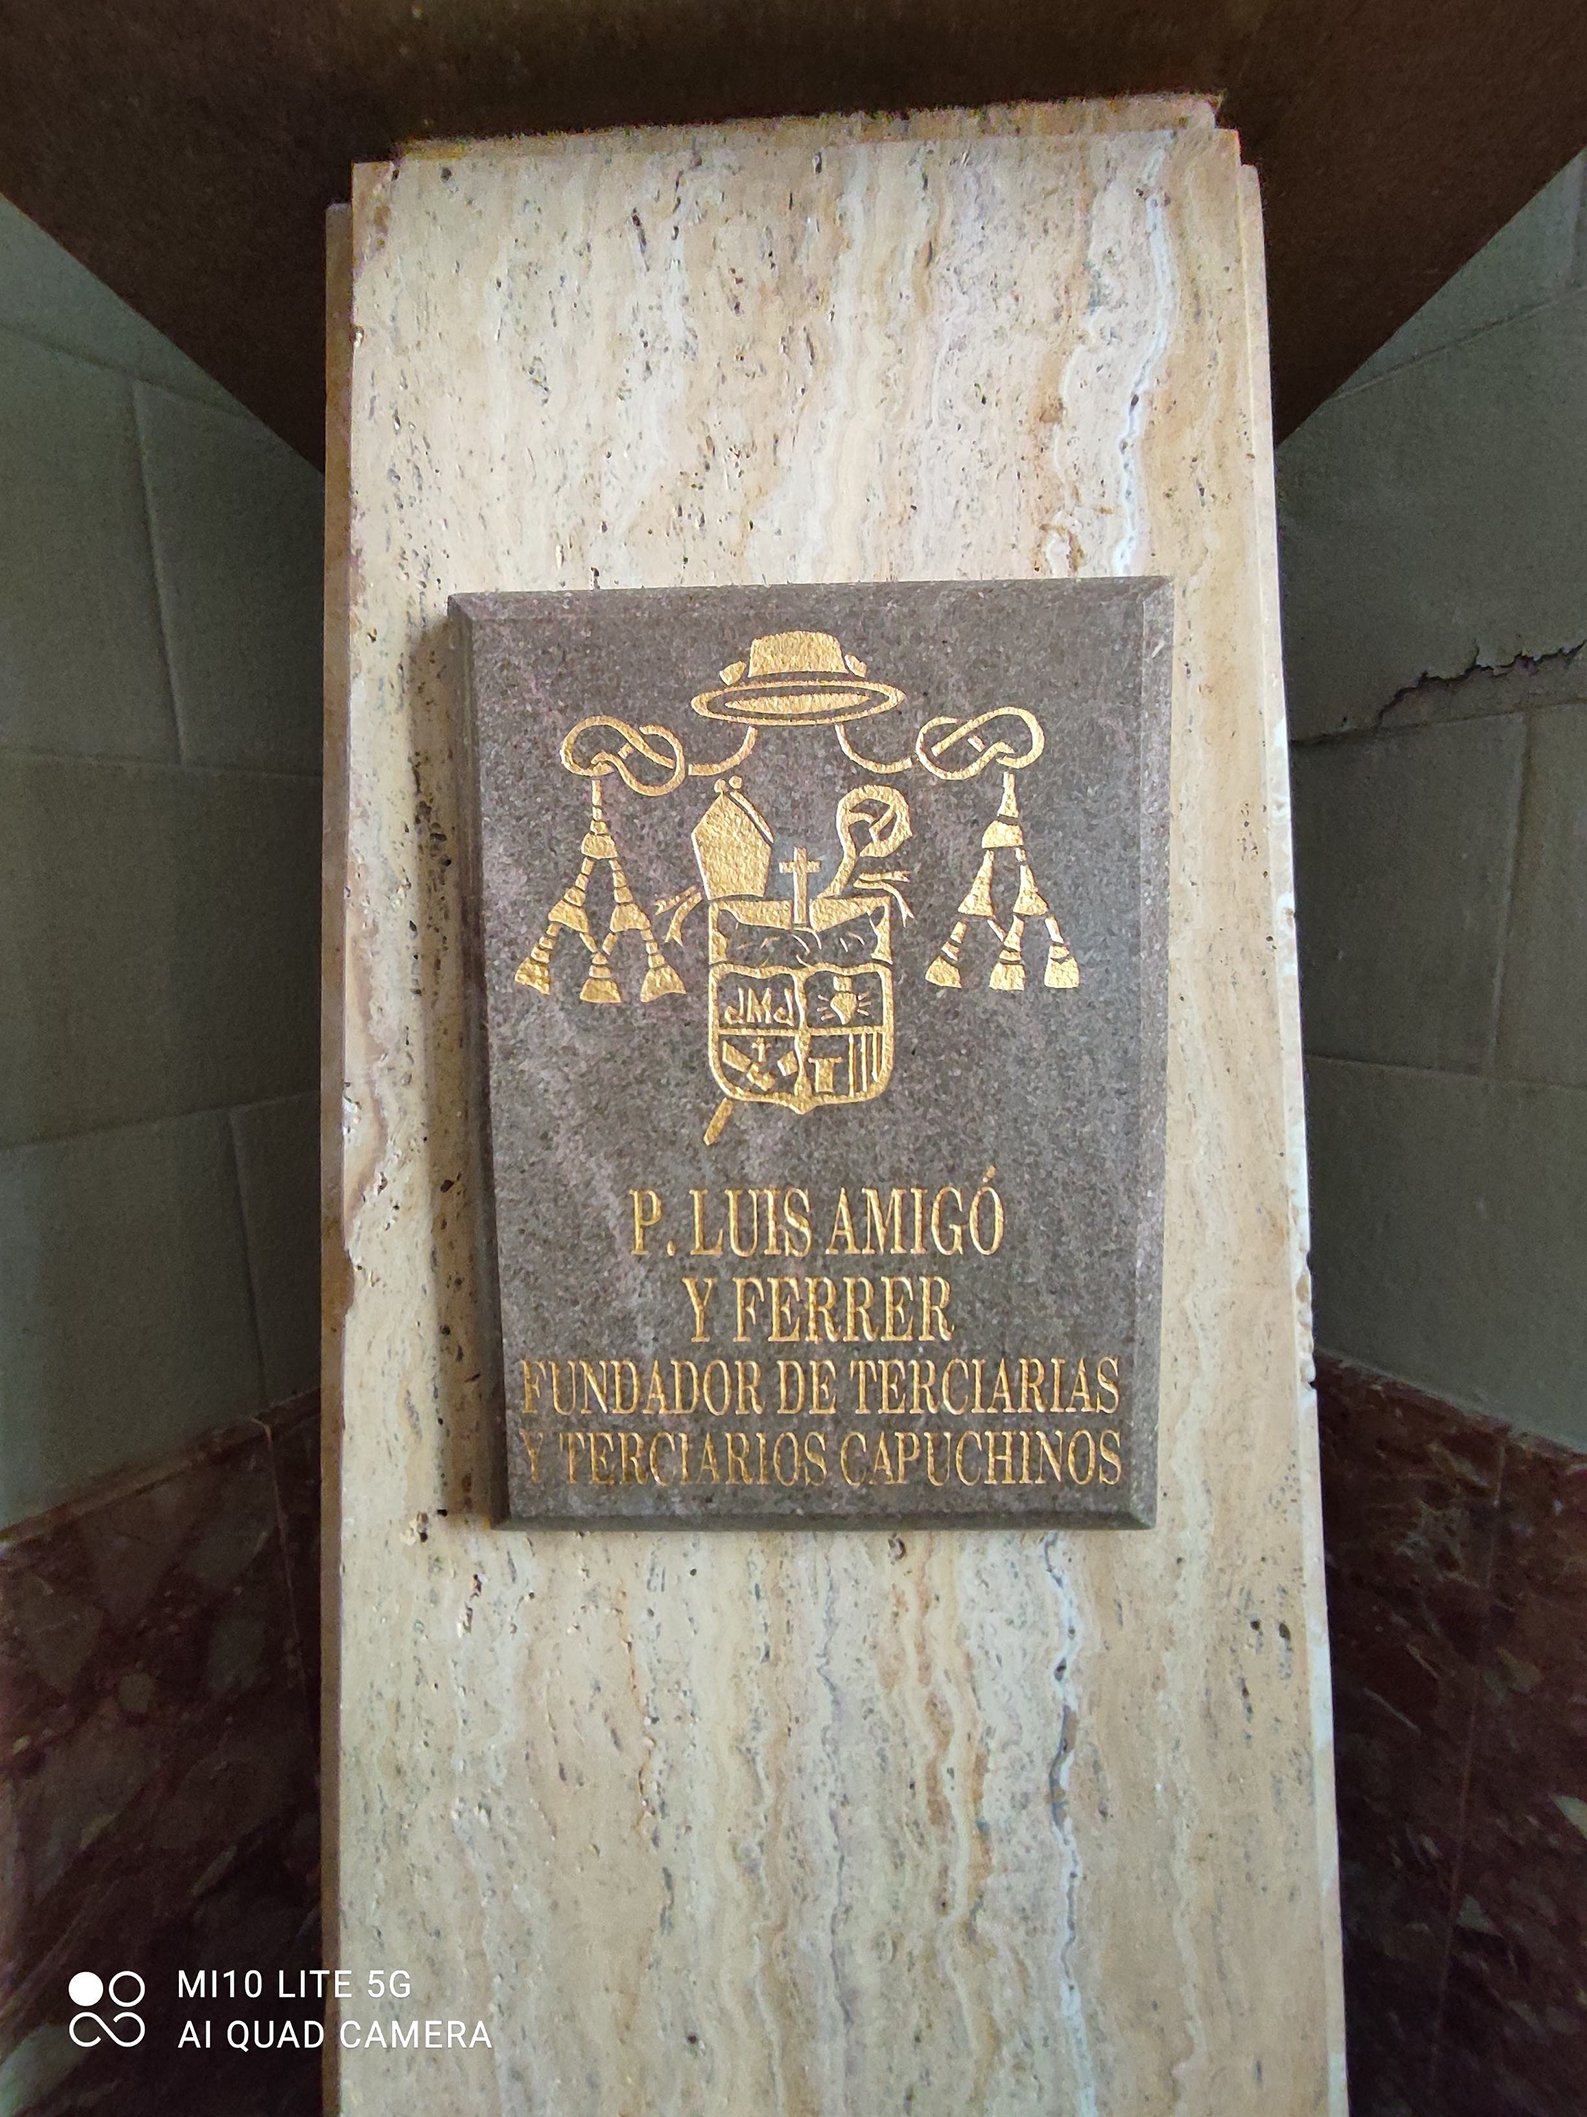 JMJ
P. LUIS AMIGÓ
Y FERRER
FUNDADOR DE TERCIARIAS
Y TERCIARIOS CAPUCHINOS
MI10 LITE 5G
AI QUAD CAMERA